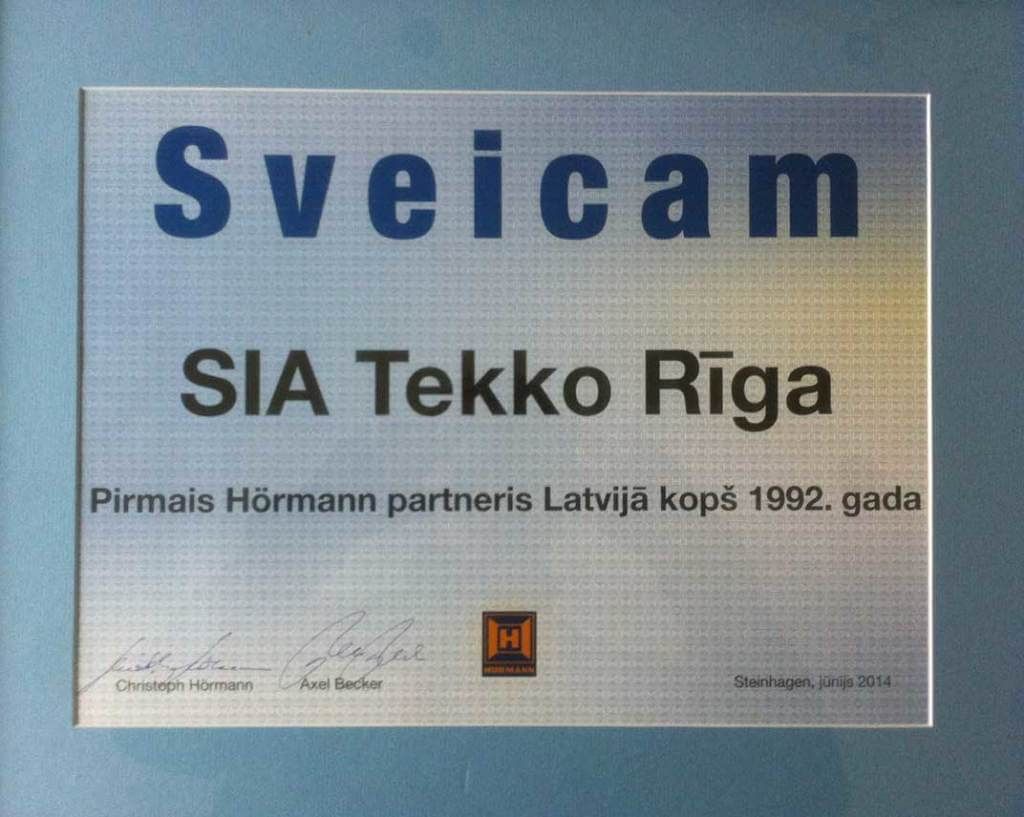 Sveicam
SIA Tekko Rīga
Pirmais Hörmann partneris Latvijā kopš 1992. gada
Christoph Hörmann
Axel Becker
H
HÖRMANN
Steinhagen, jūnijs 2014